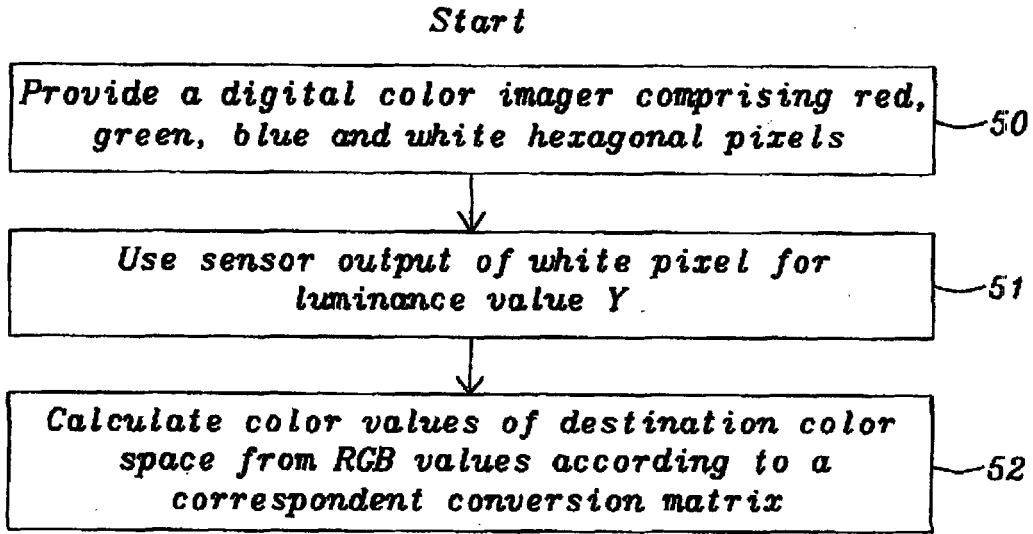 Start
Provide a digital color imager comprising red,
green, blue and white hexagonal pixels
50
Use sensor output of white pixel for
luminance value Y
51
Calculate color values of destination color
space from RGB values according to a
correspondent conversion matrix
52